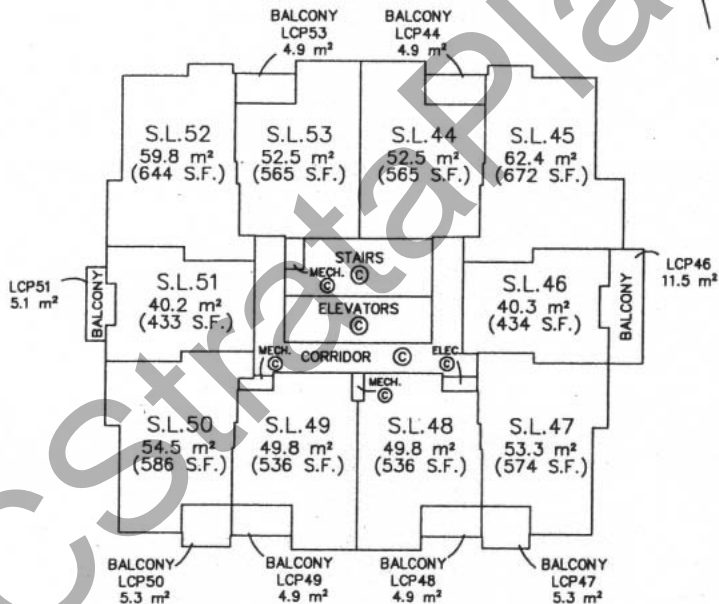 BALCONY
LCP53
4.9 m²
BALCONY
LCP44
4.9 m²
S.L.52
59.8 m²
(644 S.F.)
S.L.53
52.5 m²
(565 S.F.)
S.L.44
52.5 m²
(565 S.F.)
S.L.45
62.4 m²
(672 S.F.)
STAIRS
MECH. ©
©
ELEVATORS
©
LCP51
5.1 m²
BALCONY
S.L.51
40.2 m²
(433 S.F.)
S.L.46
40.3 m²
(434 S.F.)
BALCONY
LCP46
11.5 m²
MECH.
©
CORRIDOR ©
ELEC.
©
MECH.
©
S.L.50
54.5 m²
(586 S.F.)
S.L.49
49.8 m²
(536 S.F.)
S.L.48
49.8 m²
(536 S.F.)
S.L.47
53.3 m²
(574 S.F.)
BALCONY
LCP50
5.3 m²
BALCONY
LCP49
4.9 m²
BALCONY
LCP48
4.9 m²
BALCONY
LCP47
5.3 m²
CStrataPla